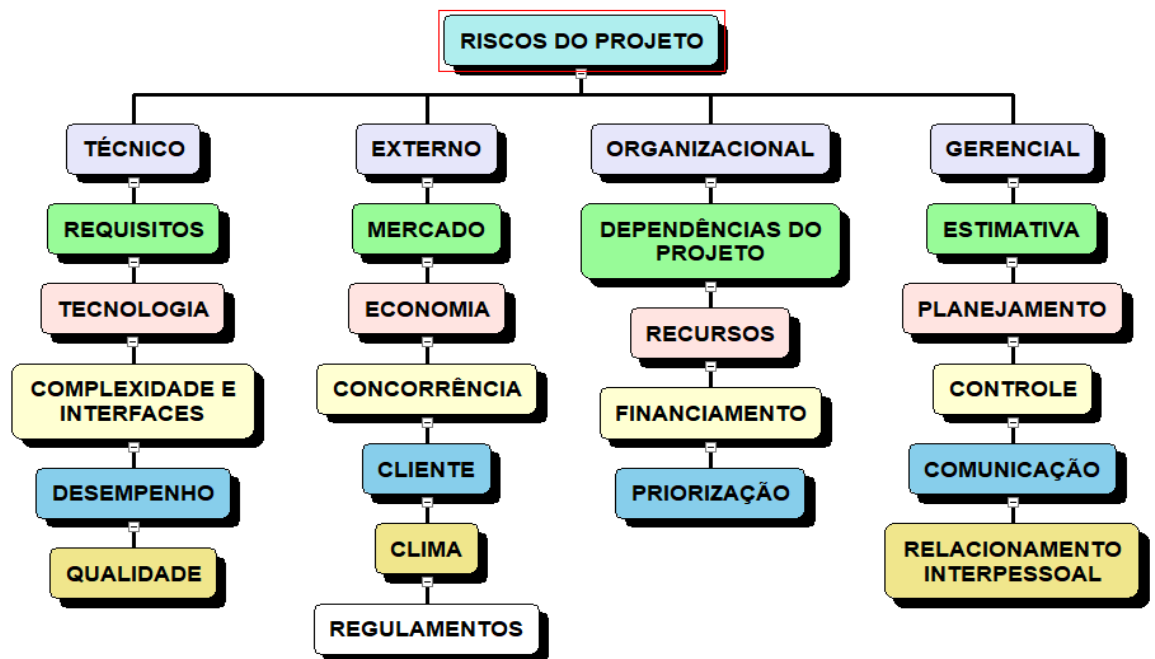 RISCOS DO PROJETO
TÉCNICO
REQUISITOS
TECNOLOGIA
COMPLEXIDADE E
INTERFACES
DESEMPENHO
QUALIDADE
EXTERNO
MERCADO
ECONOMIA
CONCORRÊNCIA
CLIENTE
CLIMA
REGULAMENTOS
ORGANIZACIONAL
DEPENDÊNCIAS DO
PROJETO
RECURSOS
FINANCIAMENTO
PRIORIZAÇÃO
GERENCIAL
ESTIMATIVA
PLANEJAMENTO
CONTROLE
COMUNICAÇÃO
RELACIONAMENTO
INTERPESSOAL